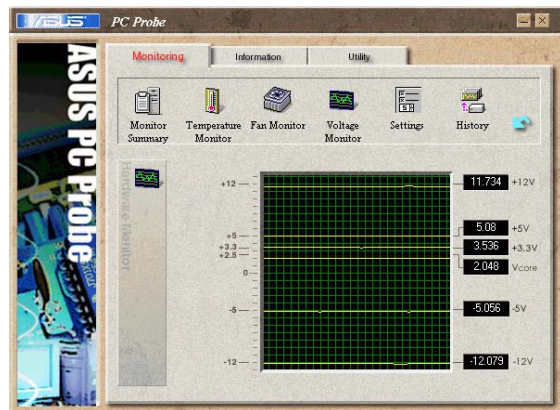 ASUS PC Probe
ASUS PC Probe
Monitoring Information Utility
Monitor Summary
Temperature Monitor
Fan Monitor
Voltage Monitor
Settings
History
Hardware Monitor
+12
+5
+3.3
+2.5
0
-5
-12
11.734 +12V
5.08 +5V
3.536 +3.3V
2.048 Vcore
-5.056 -5V
-12.079 -12V